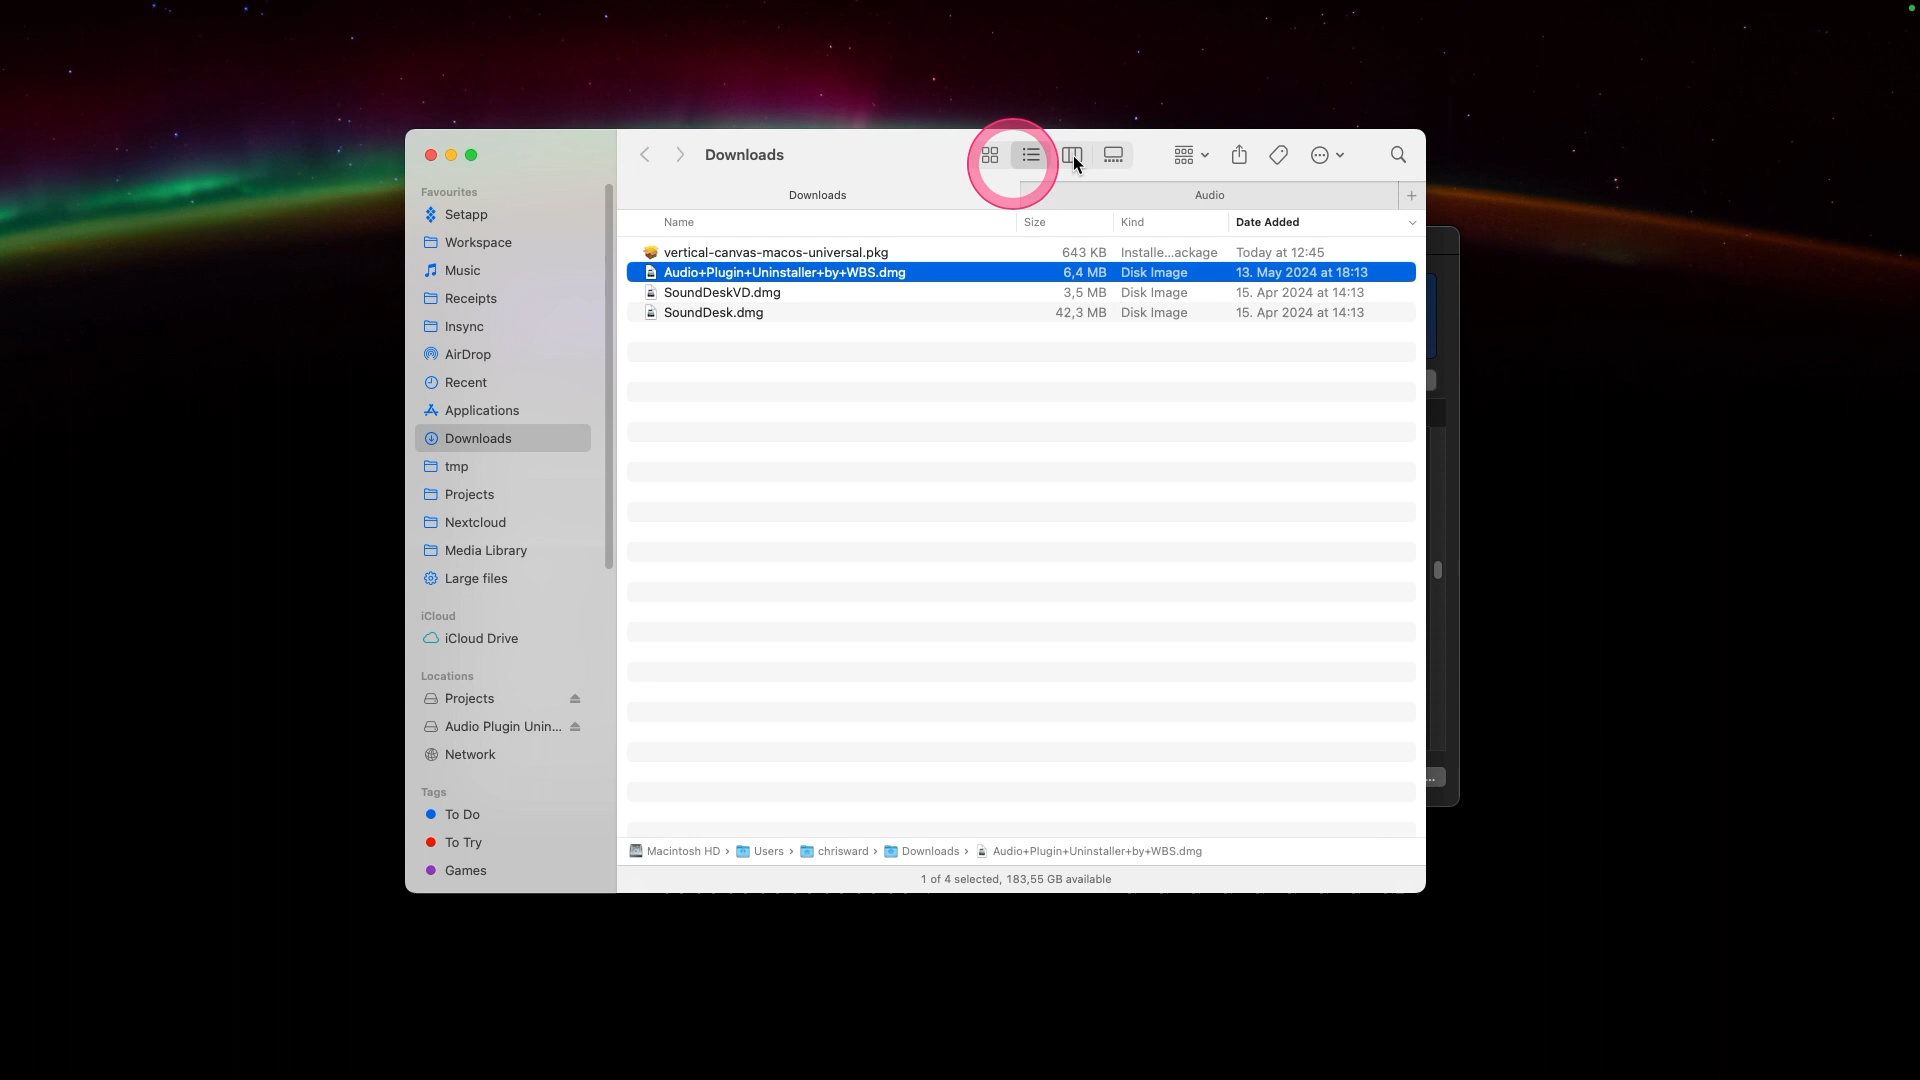 Downloads
Downloads
Audio
+
Favourites
Setapp
Workspace
Music
Receipts
Insync
AirDrop
Recent
Applications
Downloads
tmp
Projects
Nextcloud
Media Library
Large files
iCloud
iCloud Drive
Locations
Projects
Audio Plugin Unin...
Network
Tags
To Do
To Try
Games
Name Size Kind Date Added
vertical-canvas-macos-universal.pkg 643 KB Installe...ackage Today at 12:45
Audio+Plugin+Uninstaller+by+WBS.dmg 6,4 MB Disk Image 13. May 2024 at 18:13
SoundDeskVD.dmg 3,5 MB Disk Image 15. Apr 2024 at 14:13
SoundDesk.dmg 42,3 MB Disk Image 15. Apr 2024 at 14:13
...
Macintosh HD › Users › chrisward › Downloads › Audio+Plugin+Uninstaller+by+WBS.dmg
1 of 4 selected, 183,55 GB available